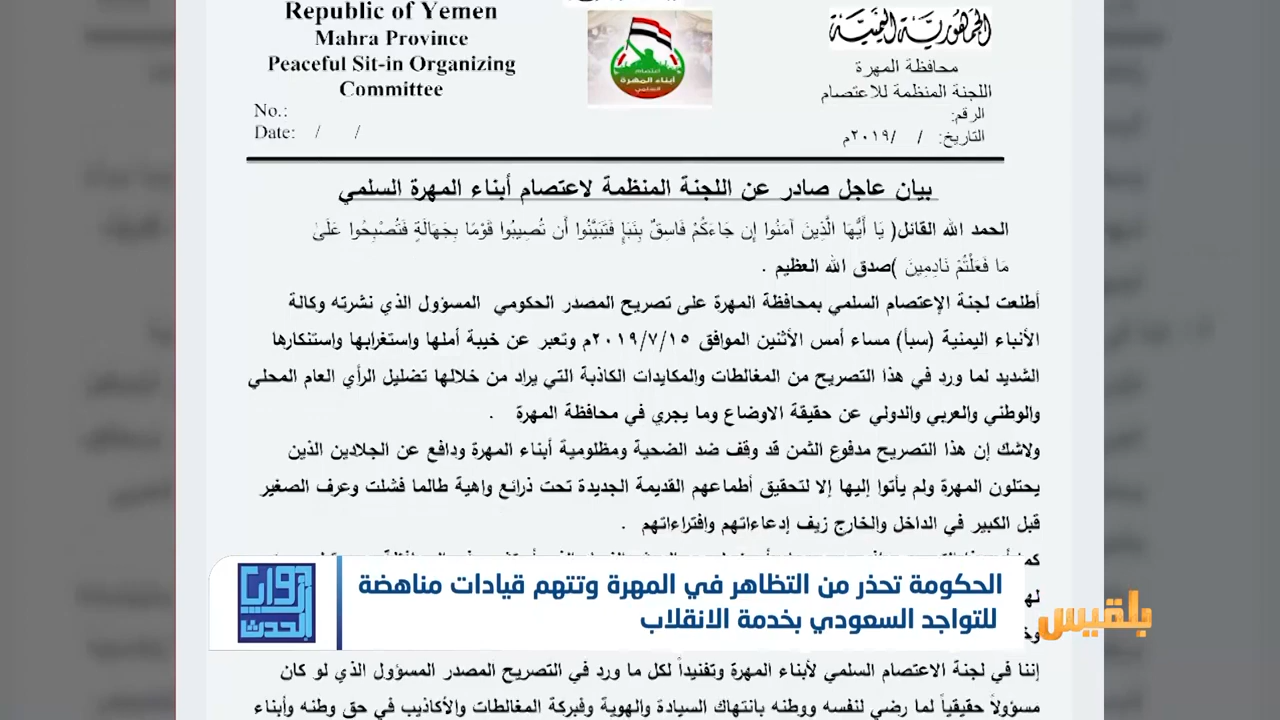 Republic of Yemen
Mahra Province
Peaceful Sit-in Organizing
Committee
No.:
Date: / /
اعتصام
أبناء المهرة
السلمي
الجمهورية اليمنية
محافظة المهرة
اللجنة المنظمة للاعتصام
الرقم:
التاريخ: / /٢٠١٩م
بيان عاجل صادر عن اللجنة المنظمة لاعتصام أبناء المهرة السلمي
الحمد الله القائل( يَا أَيُّهَا الَّذِينَ آمَنُوا إِن جَاءَكُمْ فَاسِقٌ بِنَبَإٍ فَتَبَيَّنُوا أَن تُصِيبُوا قَوْمًا بِجَهَالَةٍ فَتُصْبِحُوا عَلَىٰ
مَا فَعَلْتُمْ نَادِمِينَ )صدق الله العظيم .
أطلعت لجنة الإعتصام السلمي بمحافظة المهرة على تصريح المصدر الحكومي المسؤول الذي نشرته وكالة
الأنباء اليمنية (سبأ) مساء أمس الأثنين الموافق ٢٠١٩/٧/١٥م وتعبر عن خيبة أملها واستغرابها واستنكارها
الشديد لما ورد في هذا التصريح من المغالطات والمكايدات الكاذبة التي يراد من خلالها تضليل الرأي العام المحلي
والوطني والعربي والدولي عن حقيقة الاوضاع وما يجري في محافظة المهرة .
ولاشك إن هذا التصريح مدفوع الثمن قد وقف ضد الضحية ومظلومية أبناء المهرة ودافع عن الجلادين الذين
يحتلون المهرة ولم يأتوا إليها إلا لتحقيق أطماعهم القديمة الجديدة تحت ذرائع واهية طالما فشلت وعرف الصغير
قبل الكبير في الداخل والخارج زيف إدعاءاتهم وافتراءاتهم .
الحكومة تحذر من التظاهر في المهرة وتتهم قيادات مناهضة
للتواجد السعودي بخدمة الانقلاب
الحدث
بلقيس
إننا في لجنة الاعتصام السلمي لأبناء المهرة وتفنيداً لكل ما ورد في التصريح المصدر المسؤول الذي لو كان
مسؤولاً حقيقياً لما رضي لنفسه ووطنه بانتهاك السيادة والهوية وفبركة المغالطات والأكاذيب في حق وطنه وأبناء